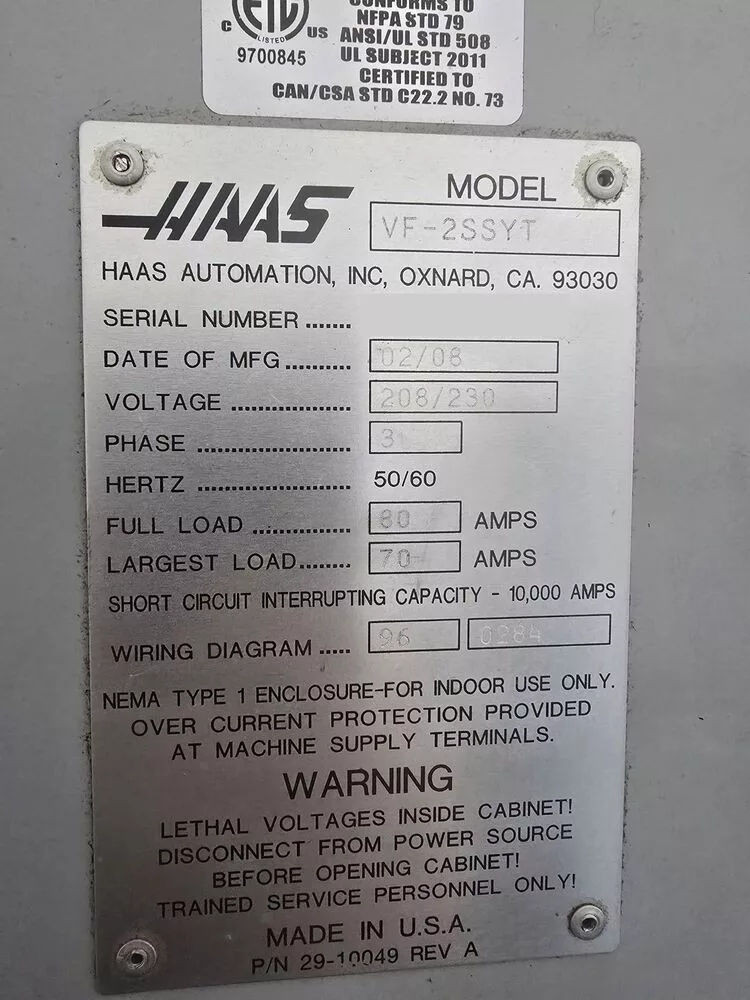 CONFORMS TO
NFPA STD 79
ANSI/UL STD 508
UL SUBJECT 2011
CERTIFIED TO
CAN/CSA STD C22.2 NO. 73
C ETL US
LISTED
9700845
HAAS
MODEL
VF-2SSYT
HAAS AUTOMATION, INC, OXNARD, CA. 93030
SERIAL NUMBER .......
DATE OF MFG .......... 02/08
VOLTAGE .................. 208/230
PHASE ....................... 3
HERTZ ....................... 50/60
FULL LOAD .............. 80 AMPS
LARGEST LOAD........ 70 AMPS
SHORT CIRCUIT INTERRUPTING CAPACITY - 10,000 AMPS
WIRING DIAGRAM ..... 96 0284
NEMA TYPE 1 ENCLOSURE-FOR INDOOR USE ONLY.
OVER CURRENT PROTECTION PROVIDED
AT MACHINE SUPPLY TERMINALS.
WARNING
LETHAL VOLTAGES INSIDE CABINET!
DISCONNECT FROM POWER SOURCE
BEFORE OPENING CABINET!
TRAINED SERVICE PERSONNEL ONLY!
MADE IN U.S.A.
P/N 29-10049 REV A